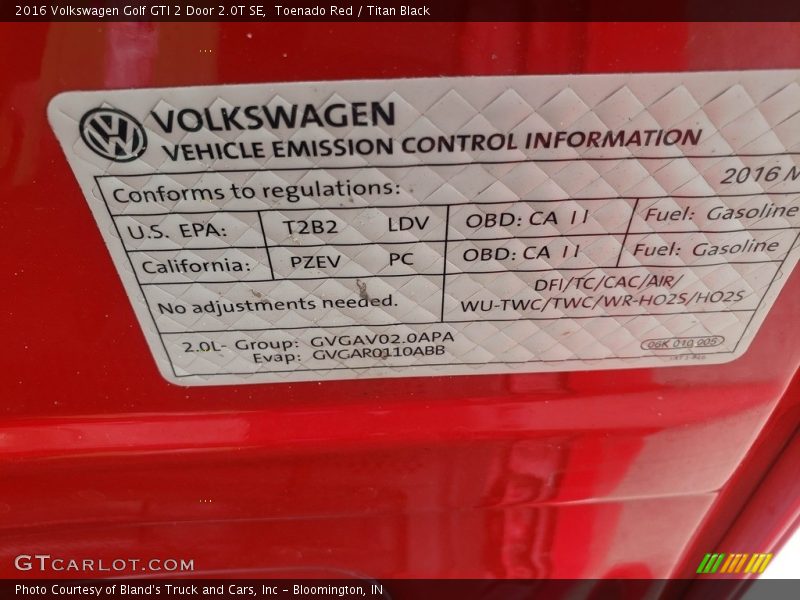 2016 Volkswagen Golf GTI 2 Door 2.0T SE, Toenado Red / Titan Black
VOLKSWAGEN
VEHICLE EMISSION CONTROL INFORMATION
Conforms to regulations: 2016 M
U.S. EPA: T2B2 LDV OBD: CA II Fuel: Gasoline
California: PZEV PC OBD: CA II Fuel: Gasoline
No adjustments needed.
DFI/TC/CAC/AIR/
WU-TWC/TWC/WR-HO2S/HO2S
2.0L- Group: GVGAV02.0APA
Evap: GVGAR0110ABB
06K 010 005
GTCARLOT.COM
Photo Courtesy of Bland's Truck and Cars, Inc – Bloomington, IN